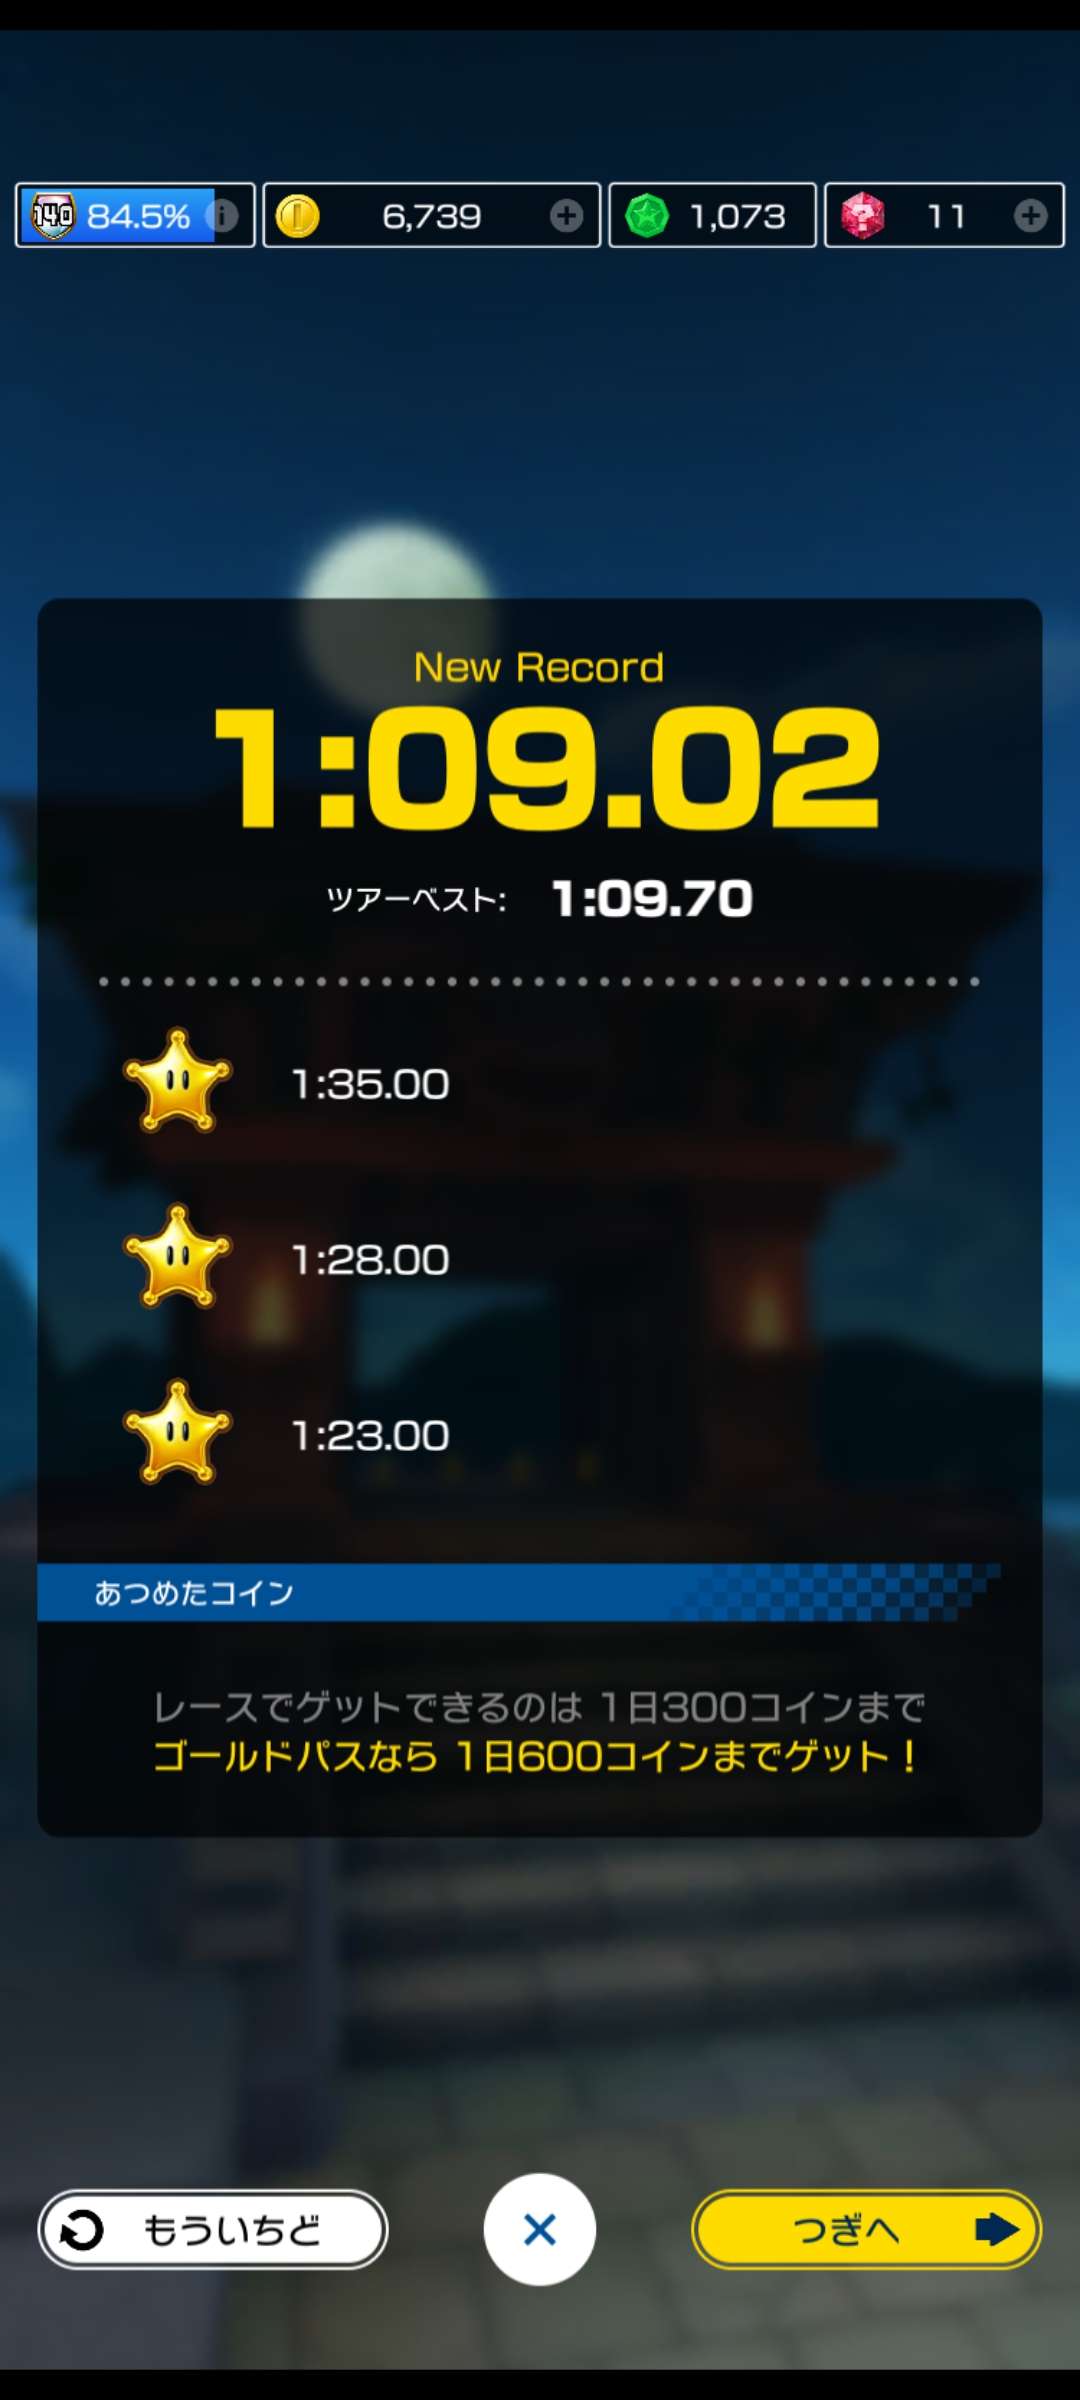 140 84.5% 6,739 1,073 11
New Record
1:09.02
ツアーベスト: 1:09.70
1:35.00
1:28.00
1:23.00
あつめたコイン
レースでゲットできるのは 1日300コインまで
ゴールドパスなら 1日600コインまでゲット！
もういちど つぎへ